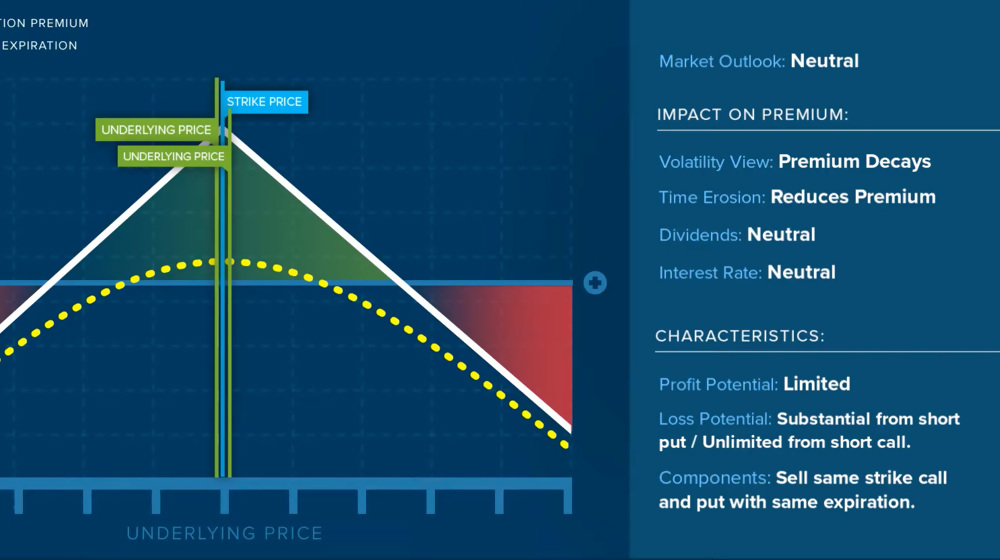 TION PREMIUM
EXPIRATION
STRIKE PRICE
UNDERLYING PRICE
UNDERLYING PRICE
UNDERLYING PRICE
Market Outlook: Neutral
IMPACT ON PREMIUM:
Volatility View: Premium Decays
Time Erosion: Reduces Premium
Dividends: Neutral
Interest Rate: Neutral
CHARACTERISTICS:
Profit Potential: Limited
Loss Potential: Substantial from short
put / Unlimited from short call.
Components: Sell same strike call
and put with same expiration.